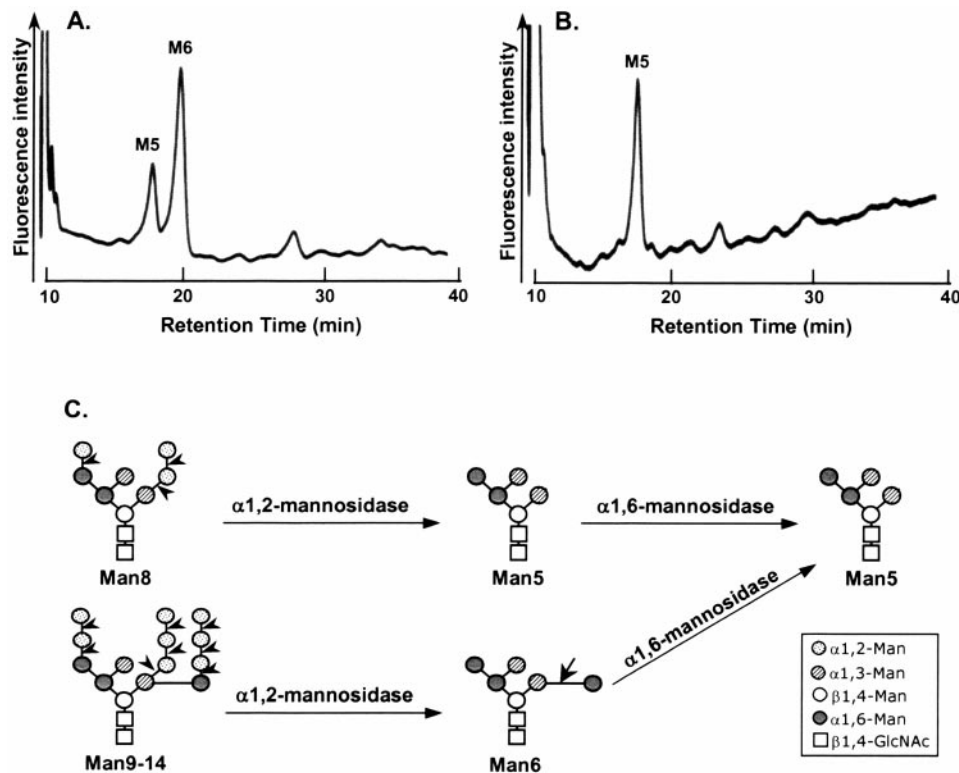 A.
Fluorescence intensity
M5
M6
10 20 30 40
Retention Time (min)
B.
Fluorescence intensity
M5
10 20 30 40
Retention Time (min)
C.
Man8
α1,2-mannosidase
Man5
α1,6-mannosidase
Man5
Man9-14
α1,2-mannosidase
Man6
α1,6-mannosidase
α1,2-Man
α1,3-Man
β1,4-Man
α1,6-Man
β1,4-GlcNAc